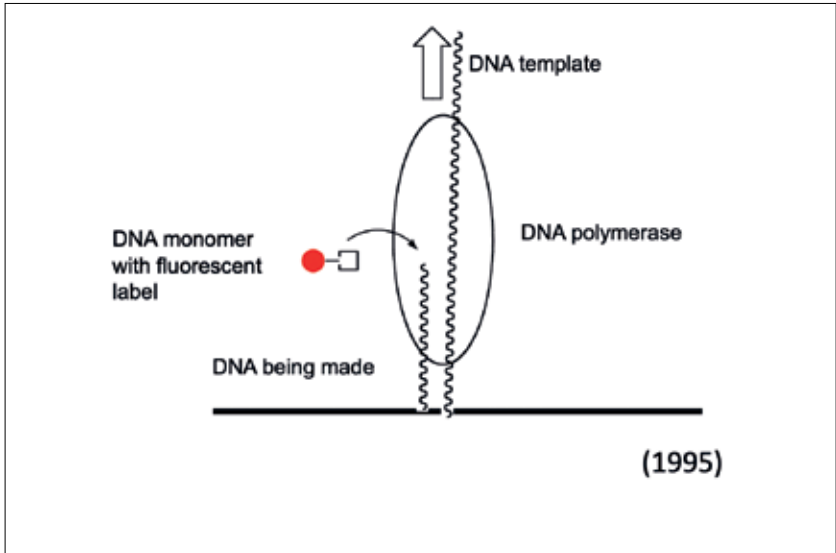 DNA template
DNA monomer
with fluorescent
label
DNA polymerase
DNA being made
(1995)